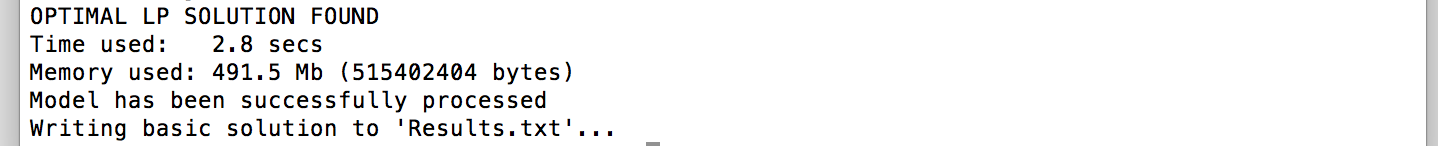 OPTIMAL LP SOLUTION FOUND
Time used:   2.8 secs
Memory used: 491.5 Mb (515402404 bytes)
Model has been successfully processed
Writing basic solution to 'Results.txt'...